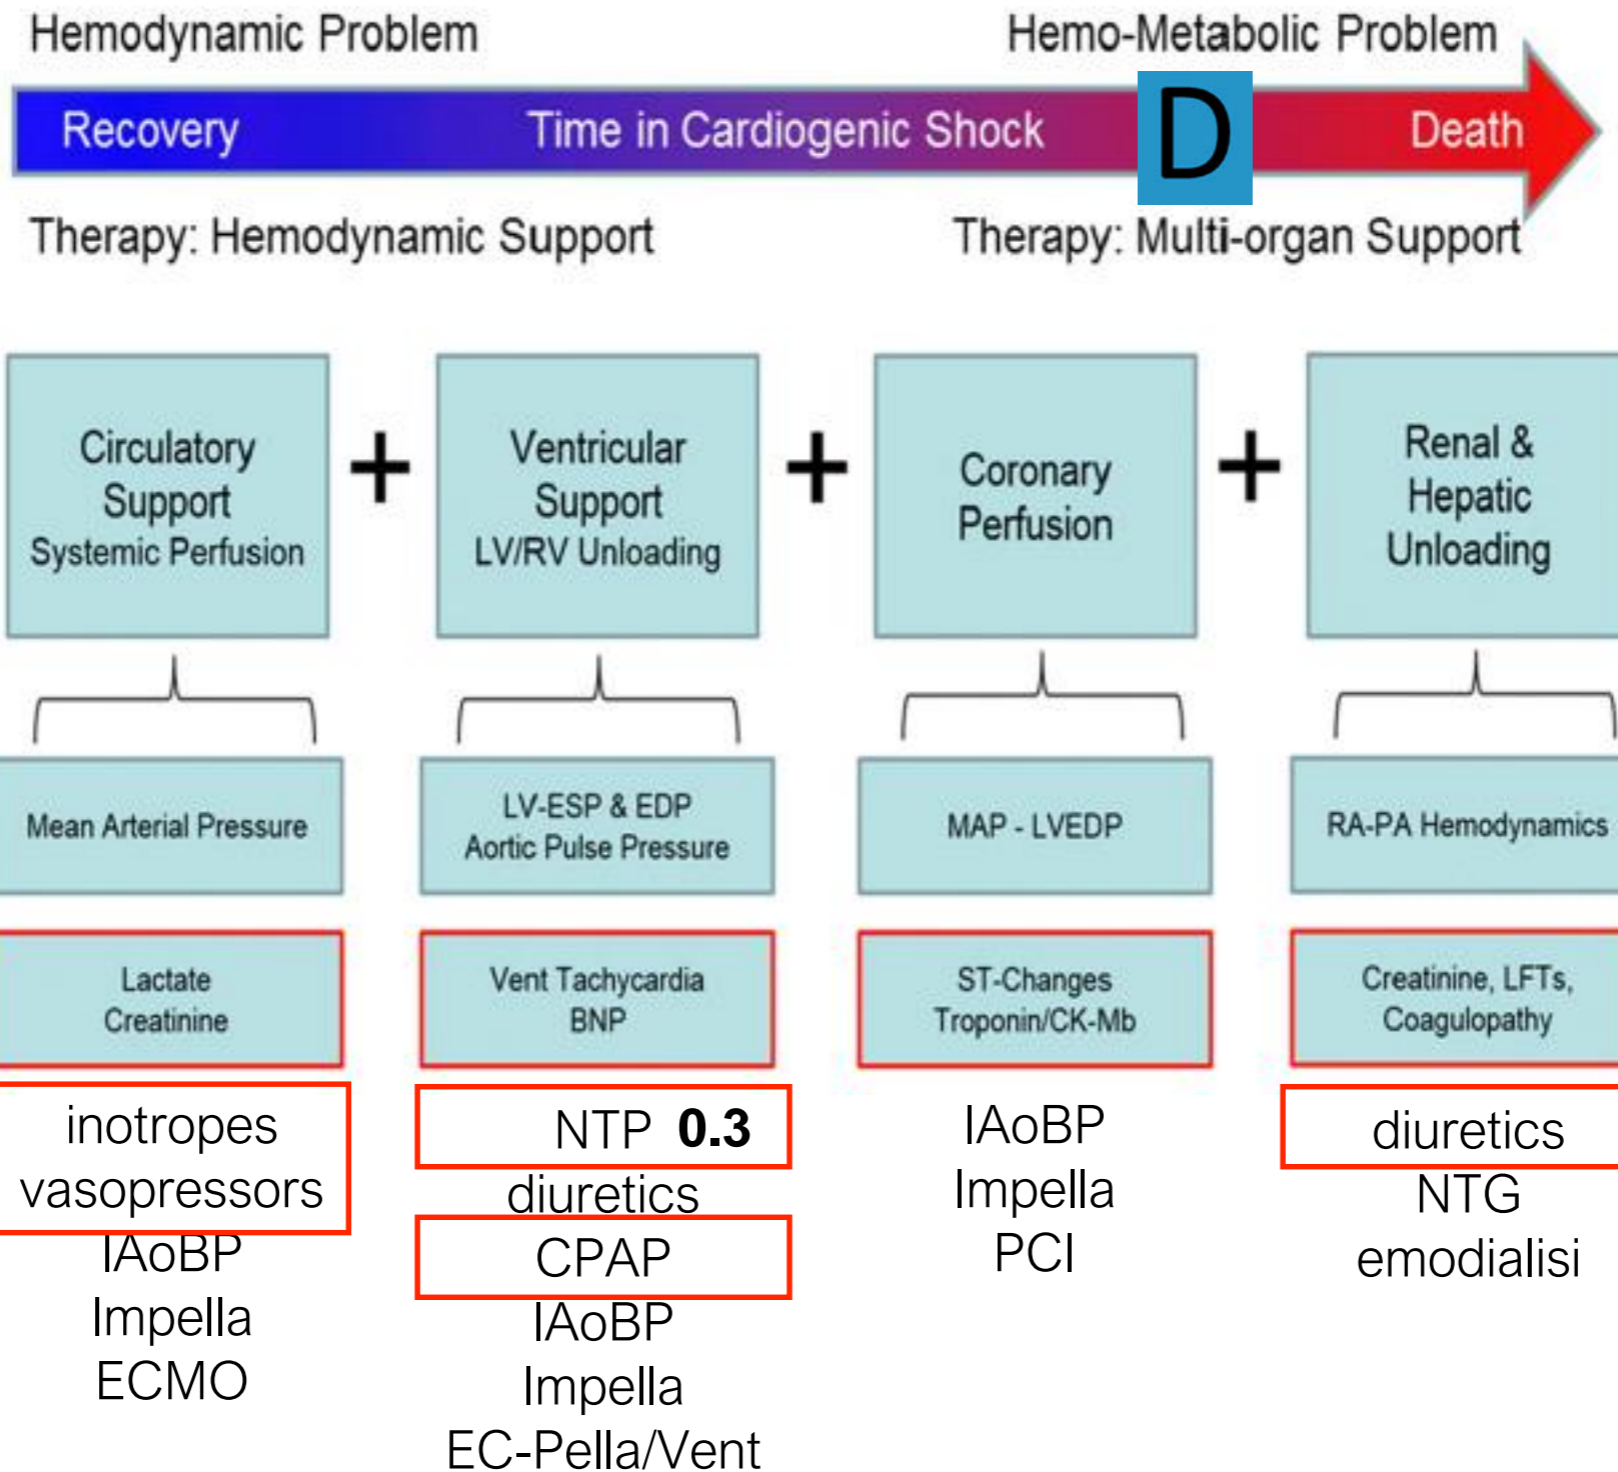 Hemodynamic Problem
Hemo-Metabolic Problem
Recovery
Time in Cardiogenic Shock
D
Death
Therapy: Hemodynamic Support
Therapy: Multi-organ Support
Circulatory
Support
Systemic Perfusion
+
Ventricular
Support
LV/RV Unloading
+
Coronary
Perfusion
+
Renal &
Hepatic
Unloading
Mean Arterial Pressure
LV-ESP & EDP
Aortic Pulse Pressure
MAP - LVEDP
RA-PA Hemodynamics
Lactate
Creatinine
Vent Tachycardia
BNP
ST-Changes
Troponin/CK-Mb
Creatinine, LFTs,
Coagulopathy
inotropes
vasopressors
IAoBP
Impella
ECMO
NTP 0.3
diuretics
CPAP
IAoBP
Impella
EC-Pella/Vent
IAoBP
Impella
PCI
diuretics
NTG
emodialisi